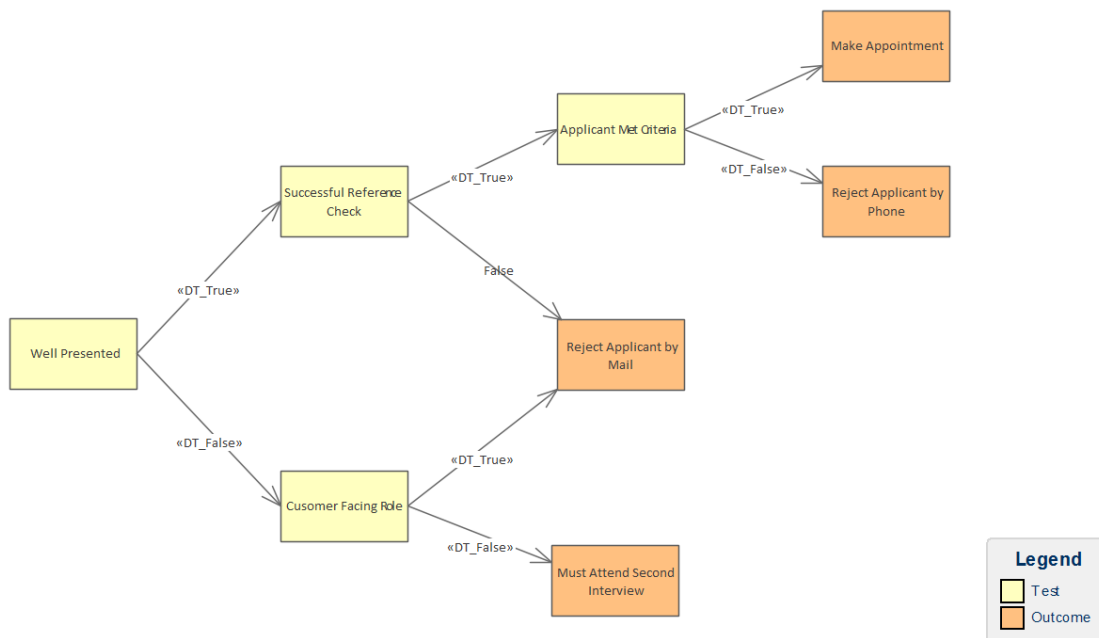 Make Appointment
«DT_True»
Applicant Met Criteria
«DT_False»
«DT_True»
Successful Reference
Check
Reject Applicant by
Phone
False
«DT_True»
Well Presented
Reject Applicant by
Mail
«DT_False»
«DT_True»
Cusomer Facing Role
«DT_False»
Must Attend Second
Interview
Legend
Test
Outcome